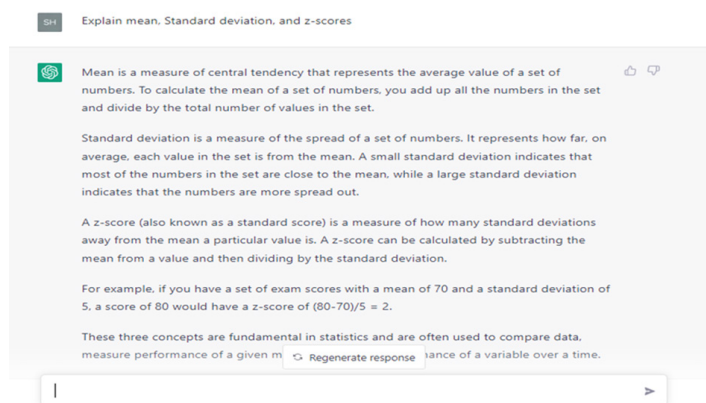 SH
Explain mean, Standard deviation, and z-scores
Mean is a measure of central tendency that represents the average value of a set of
numbers. To calculate the mean of a set of numbers, you add up all the numbers in the set
and divide by the total number of values in the set.
Standard deviation is a measure of the spread of a set of numbers. It represents how far, on
average, each value in the set is from the mean. A small standard deviation indicates that
most of the numbers in the set are close to the mean, while a large standard deviation
indicates that the numbers are more spread out.
A z-score (also known as a standard score) is a measure of how many standard deviations
away from the mean a particular value is. A z-score can be calculated by subtracting the
mean from a value and then dividing by the standard deviation.
For example, if you have a set of exam scores with a mean of 70 and a standard deviation of
5, a score of 80 would have a z-score of (80-70)/5 = 2.
These three concepts are fundamental in statistics and are often used to compare data,
measure performance of a given m ance of a variable over a time.
Regenerate response